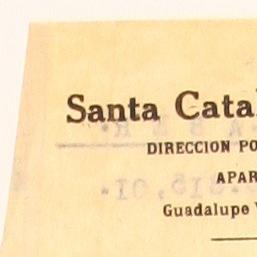 Santa Catal
DIRECCION PO
APAR
Guadalupe